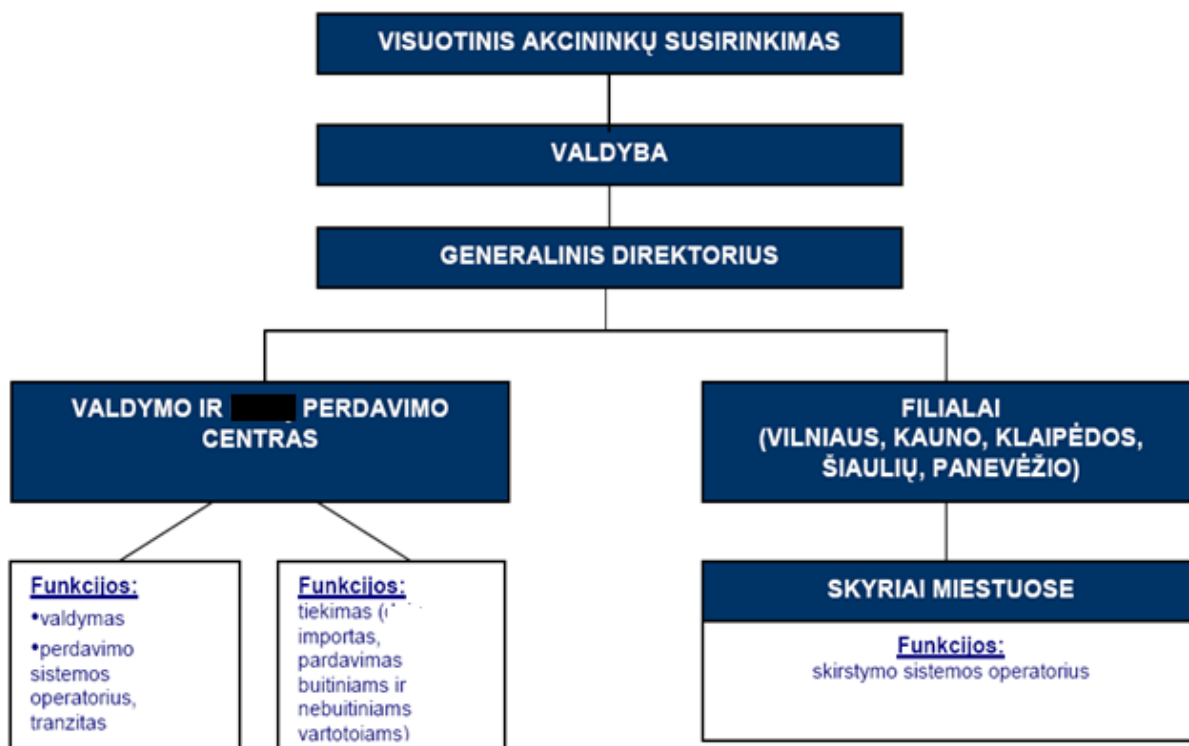 VISUOTINIS AKCININKŲ SUSIRINKIMAS
VALDYBA
GENERALINIS DIREKTORIUS
VALDYMO IR PERDAVIMO
CENTRAS
FILIALAI
(VILNIAUS, KAUNO, KLAIPĖDOS,
ŠIAULIŲ, PANEVĖŽIO)
Funkcijos:
•valdymas
•perdavimo
sistemos
operatorius,
tranzitas
Funkcijos:
tiekimas (
importas,
pardavimas
buitiniams ir
nebuitiniams
vartotojams)
SKYRIAI MIESTUOSE
Funkcijos:
skirstymo sistemos operatorius